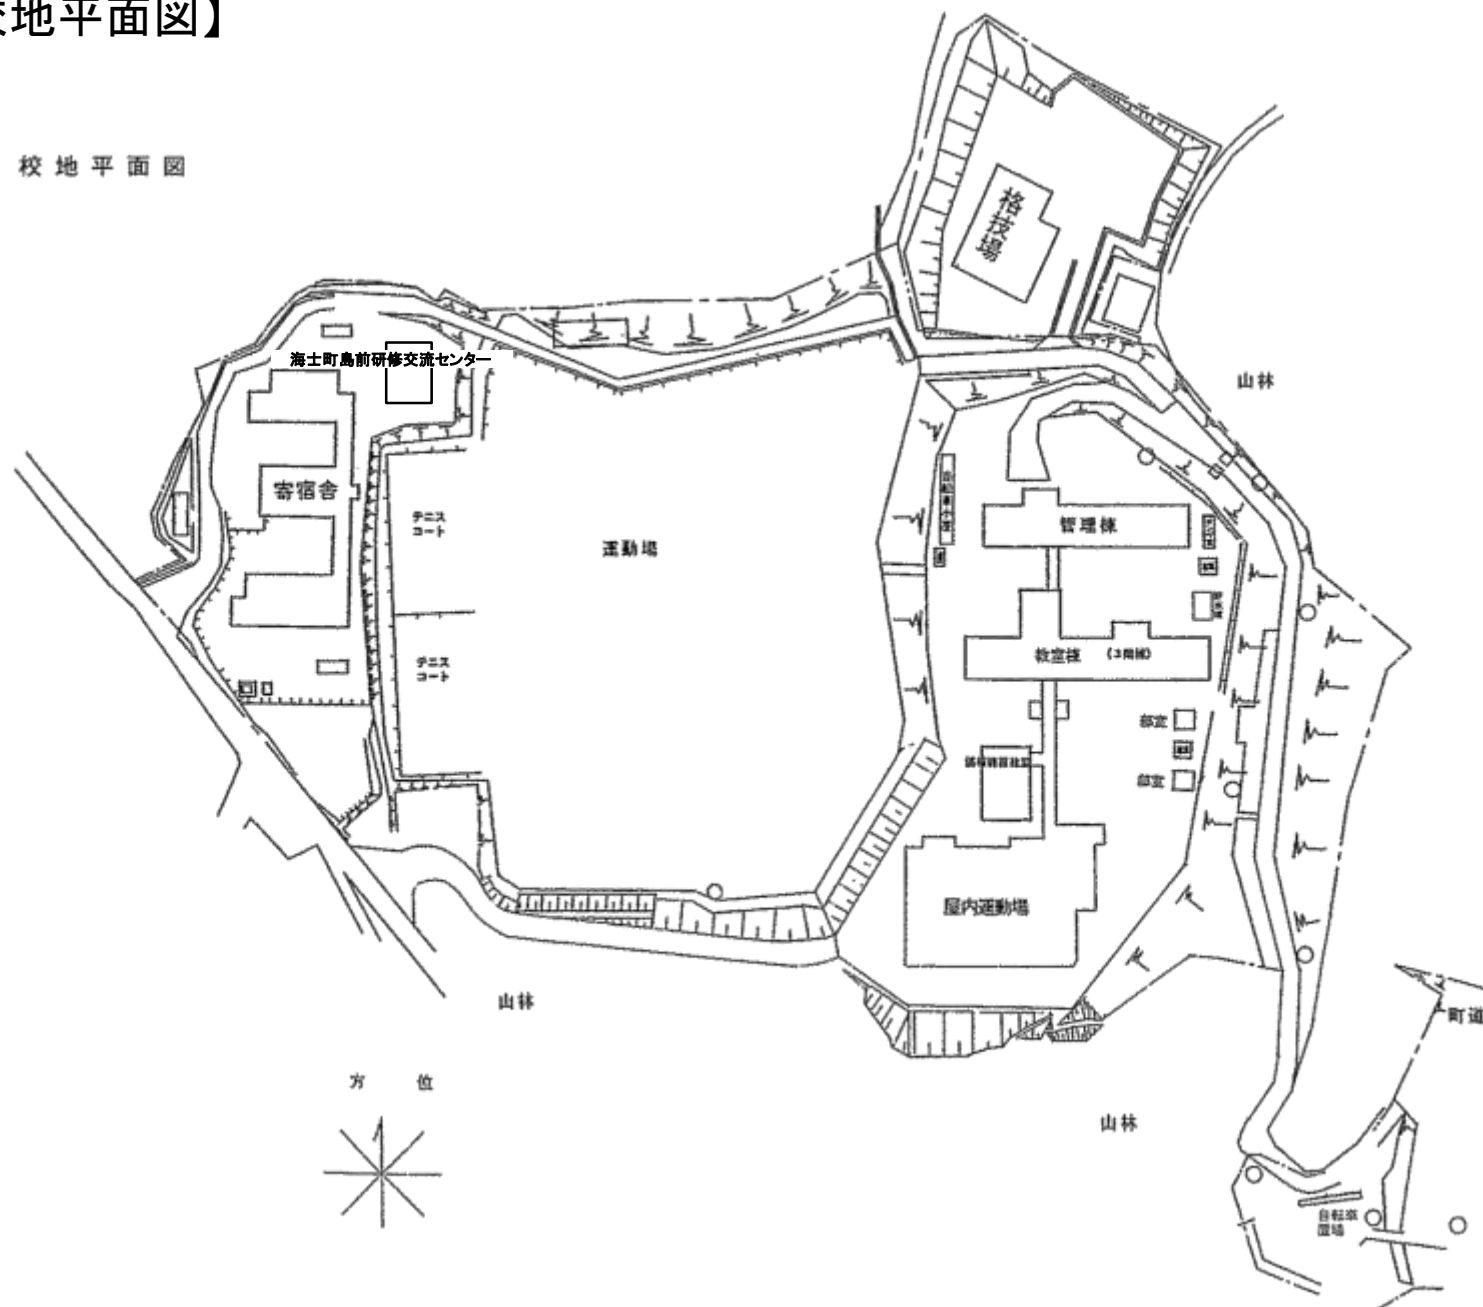 校地平面図】
校地平面図
格技場
海士町島前研修交流センター
山林
寄宿舎
テニス
コート
運動場
管理棟
テニス
コート
教室棟 (3階建)
部室
部室
屋内運動場
山林
町道
方位
山林
自転車
置場